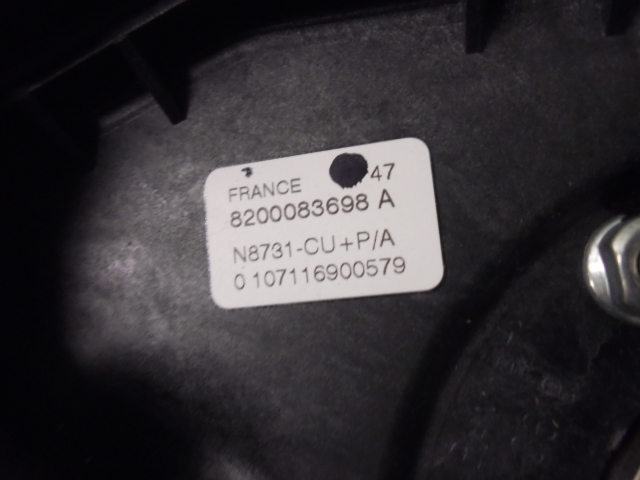 FRANCE 47
8200083698 A
N8731-CU+P/A
0 107116900579